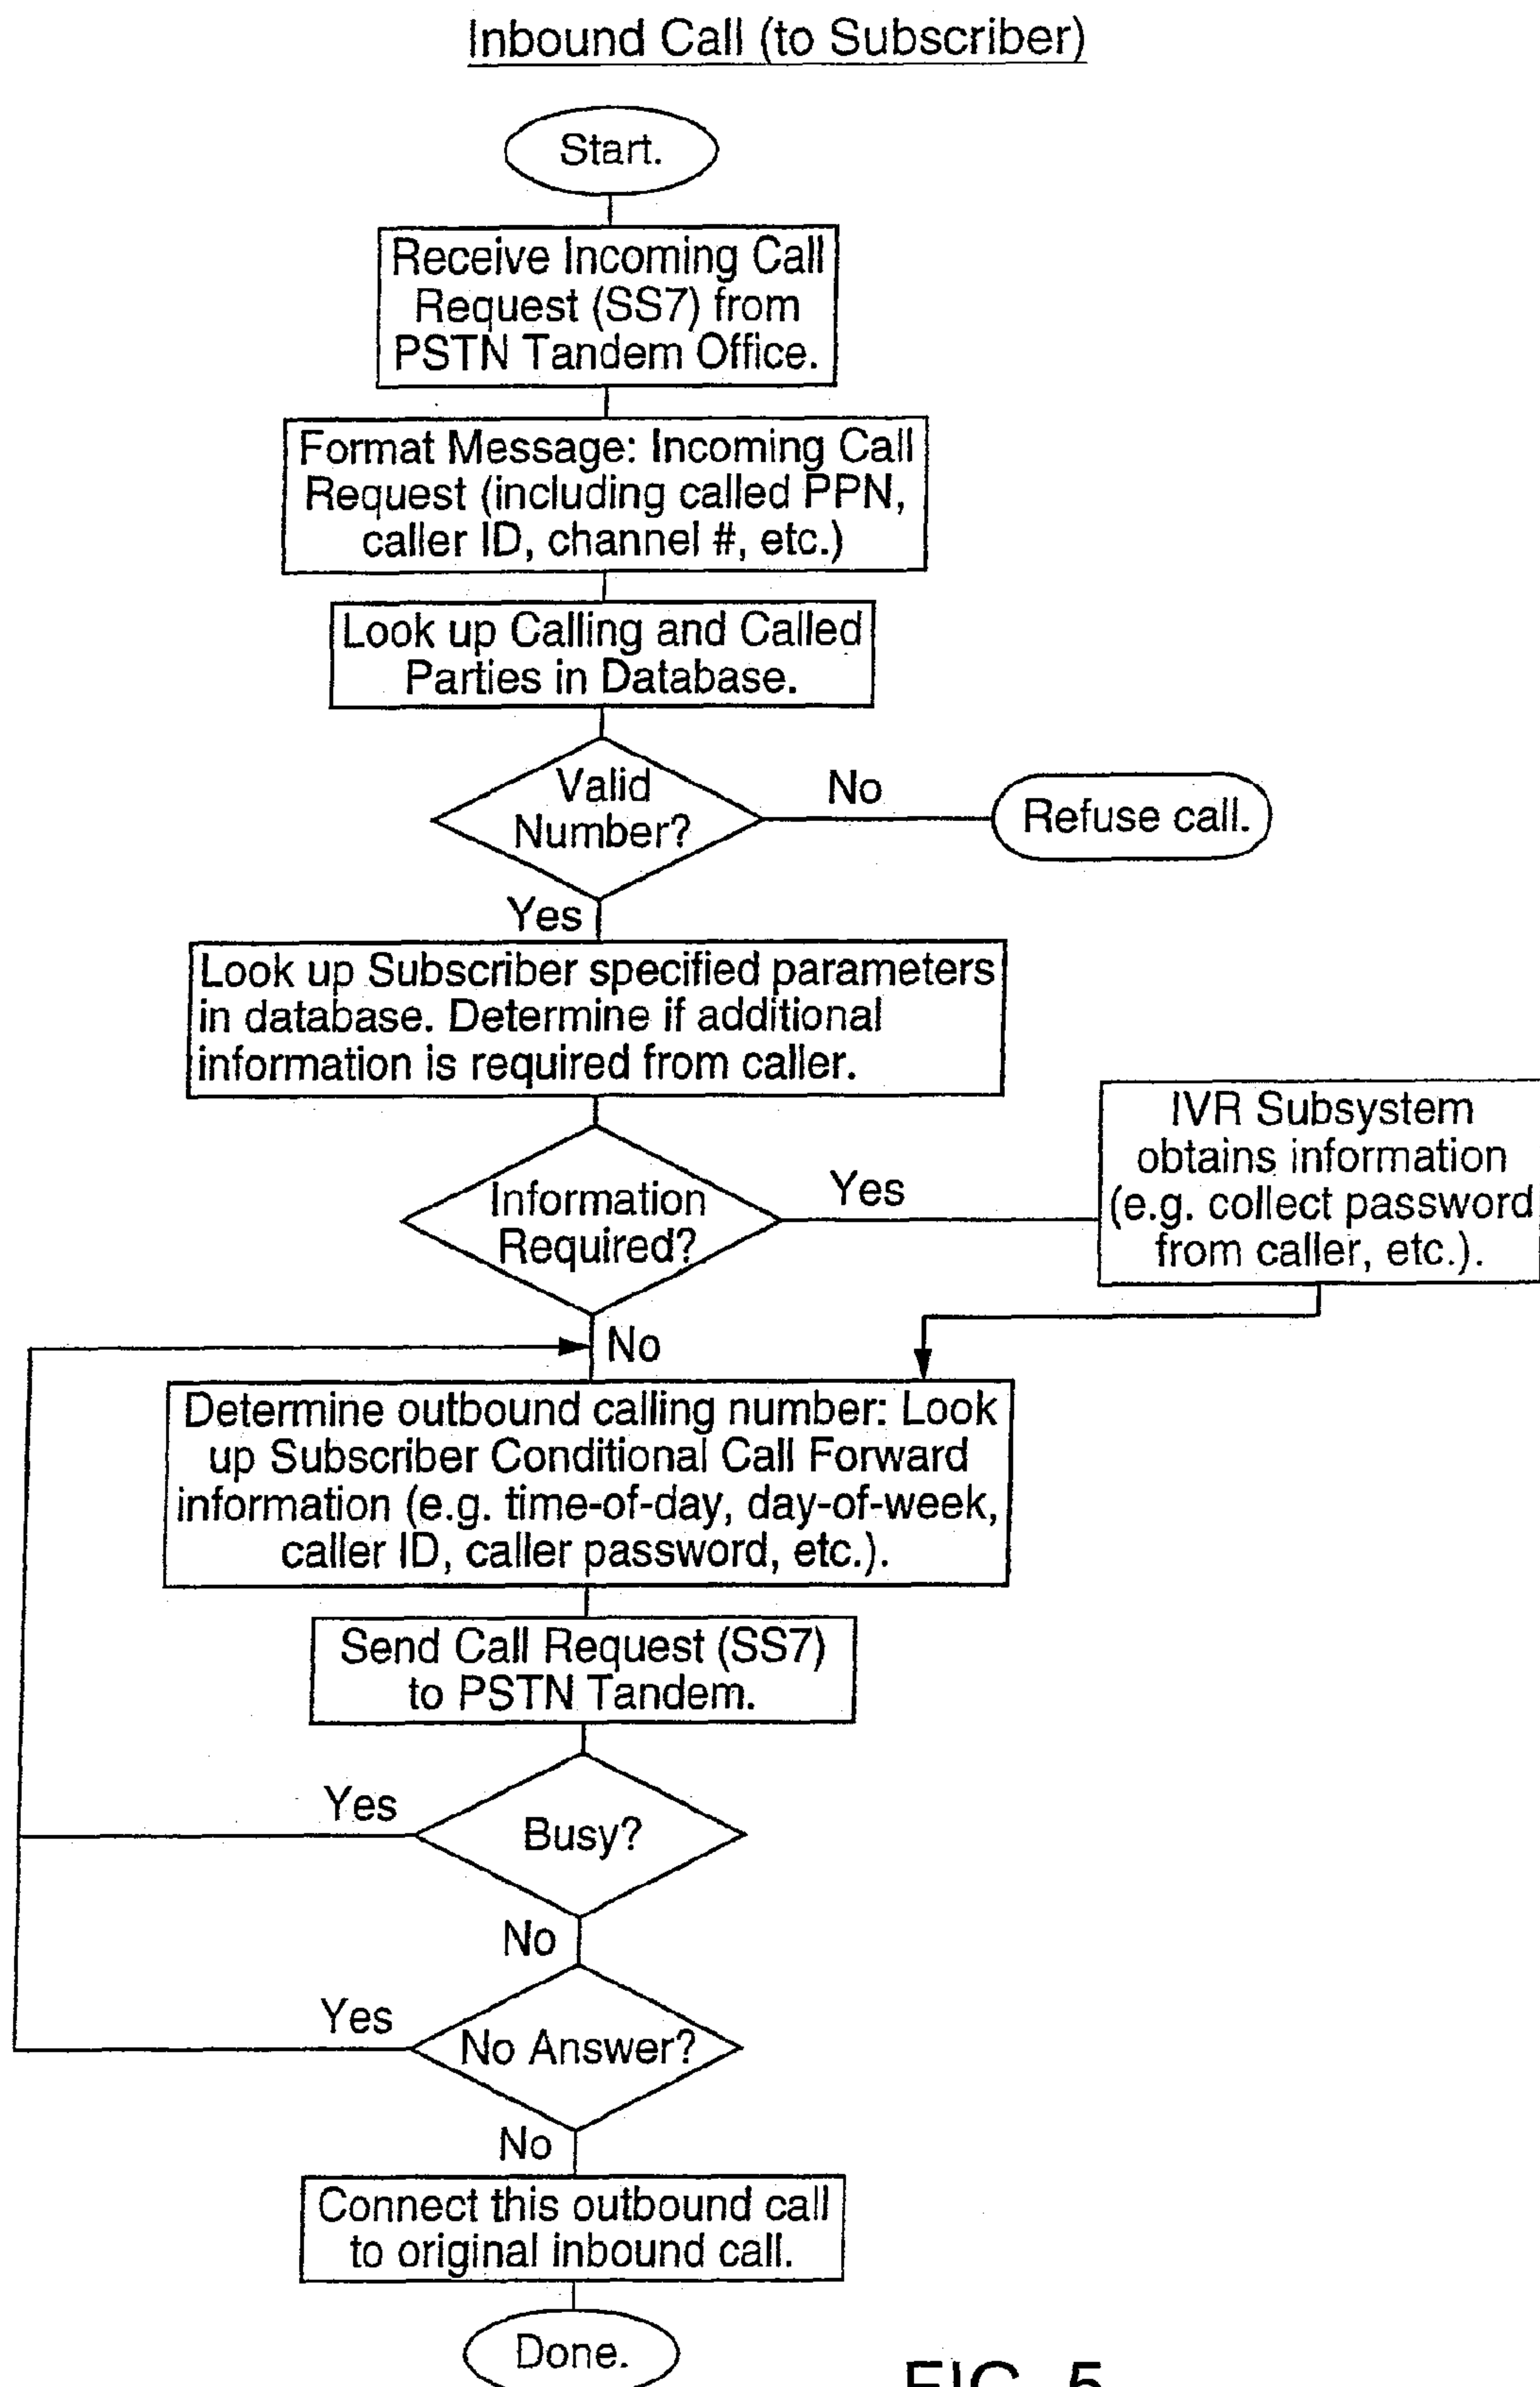 Inbound Call (to Subscriber)
Start.
Receive Incoming Call
Request (SS7) from
PSTN Tandem Office.
Format Message: Incoming Call
Request (including called PPN,
caller ID, channel #, etc.)
Look up Calling and Called
Parties in Database.
Valid
Number?
No
Refuse call.
Yes
Look up Subscriber specified parameters
in database. Determine if additional
information is required from caller.
Information
Required?
Yes
IVR Subsystem
obtains information
(e.g. collect password
from caller, etc.).
No
Determine outbound calling number: Look
up Subscriber Conditional Call Forward
information (e.g. time-of-day, day-of-week,
caller ID, caller password, etc.).
Send Call Request (SS7)
to PSTN Tandem.
Busy?
Yes
No
No Answer?
Yes
No
Connect this outbound call
to original inbound call.
Done.
FIG. 5